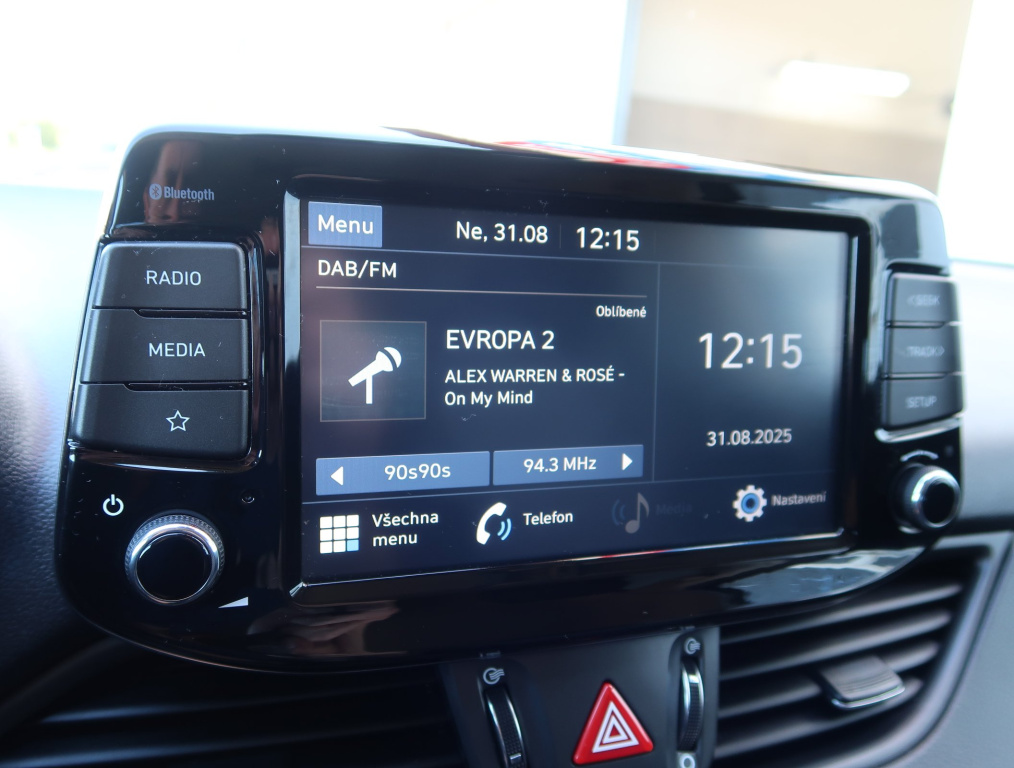 Bluetooth
RADIO
MEDIA
Menu
Ne, 31.08
12:15
DAB/FM
Oblíbené
EVROPA 2
ALEX WARREN & ROSÉ -
On My Mind
90s90s
94.3 MHz
12:15
31.08.2025
Všechna
menu
Telefon
Media
Nastavení
< SEEK
TRACK >
SETUP